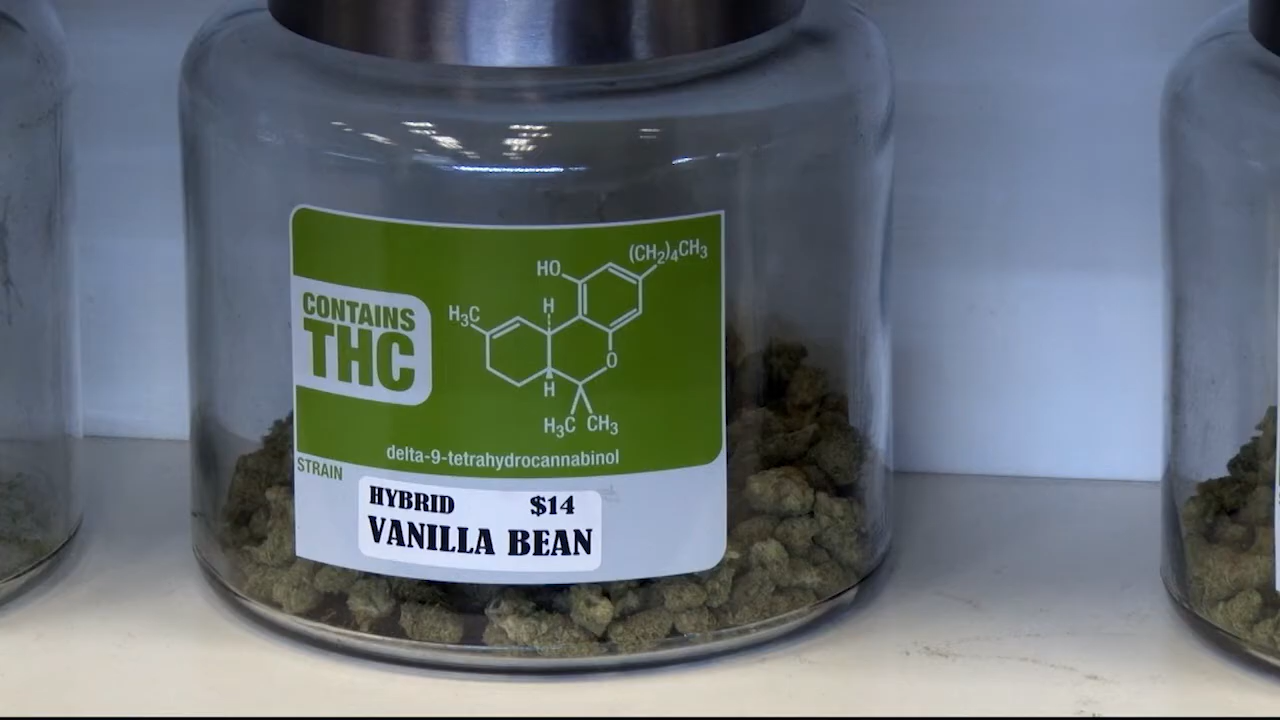 (CH₂)₄CH₃
HO
H
H₃C
CONTAINS
THC
O
H
H₃C CH₃
delta-9-tetrahydrocannabinol
STRAIN
HYBRID $14
VANILLA BEAN